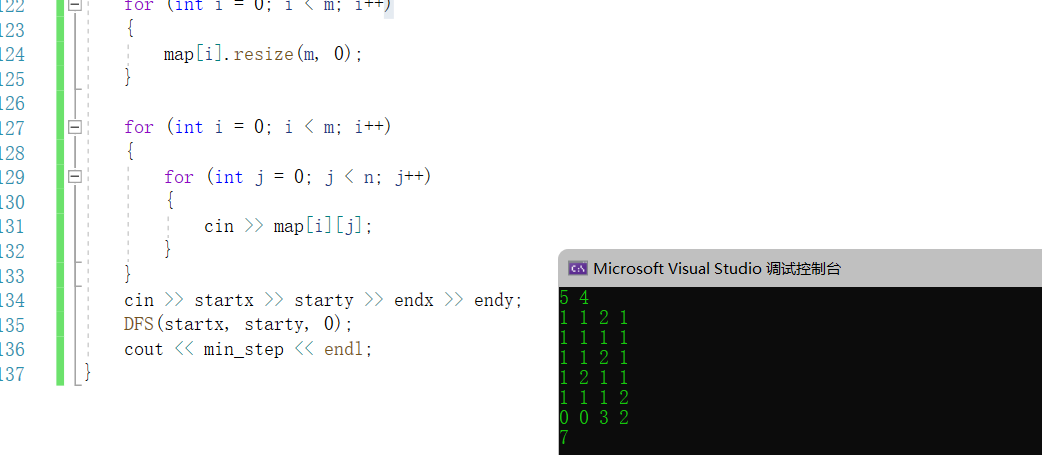 122 for (int i = 0; i < m; i++)
123 {
124 map[i].resize(m, 0);
125 }
126
127 for (int i = 0; i < m; i++)
128 {
129 for (int j = 0; j < n; j++)
130 {
131 cin >> map[i][j];
132 }
133 }
134 cin >> startx >> starty >> endx >> endy;
135 DFS(startx, starty, 0);
136 cout << min_step << endl;
137 }
C:\ Microsoft Visual Studio 调试控制台
5 4
1 1 2 1
1 1 1 1
1 1 2 1
1 2 1 1
1 1 1 2
0 0 3 2
7